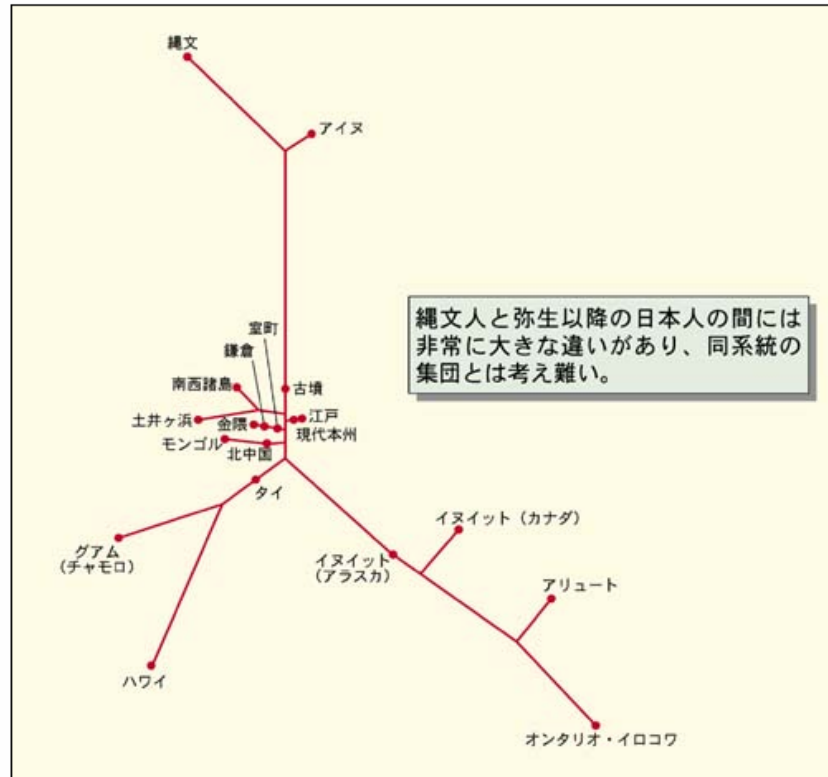 縄文
アイヌ
縄文人と弥生以降の日本人の間には
非常に大きな違いがあり、同系統の
集団とは考え難い。
室町
鎌倉
南西諸島
古墳
土井ヶ浜
金隈
江戸
現代本州
モンゴル
北中国
タイ
グアム
(チャモロ)
イヌイット(カナダ)
イヌイット
(アラスカ)
アリュート
ハワイ
オンタリオ・イロコワ